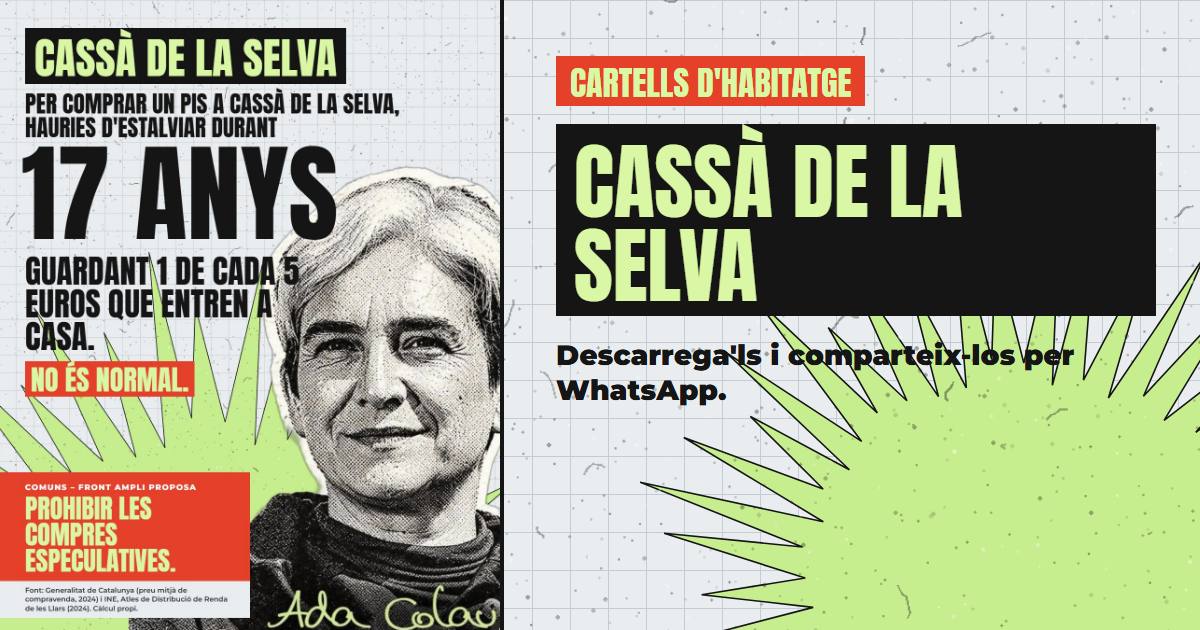 CASSÀ DE LA SELVA
PER COMPRAR UN PIS A CASSÀ DE LA SELVA,
HAURIES D'ESTALVIAR DURANT
17 ANYS
GUARDANT 1 DE CADA 5
EUROS QUE ENTREN A
CASA.
NO ÉS NORMAL.
COMUNS – FRONT AMPLI PROPOSA
PROHIBIR LES
COMPRES
ESPECULATIVES.
Font: Generalitat de Catalunya (preu mitjà de
compravenda, 2024) i INE, Atles de Distribució de Renda
de les Llars (2024). Càlcul propi.
Ada Colau
CARTELLS D'HABITATGE
CASSÀ DE LA
SELVA
Descarrega'ls i comparteix-los per
WhatsApp.